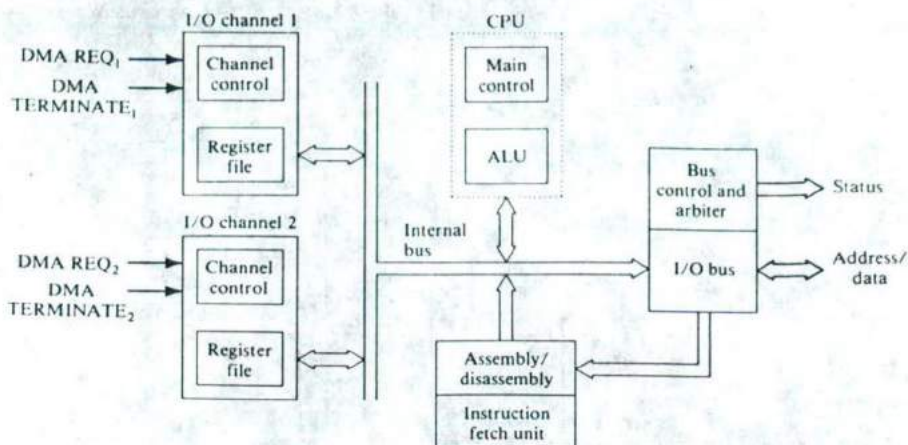 I/O channel 1
DMA REQ₁
DMA
TERMINATE₁
Channel
control
Register
file
I/O channel 2
DMA REQ₂
DMA
TERMINATE₂
Channel
control
Register
file
CPU
Main
control
ALU
Internal
bus
Bus
control and
arbiter
I/O bus
Status
Address/
data
Assembly/
disassembly
Instruction
fetch unit